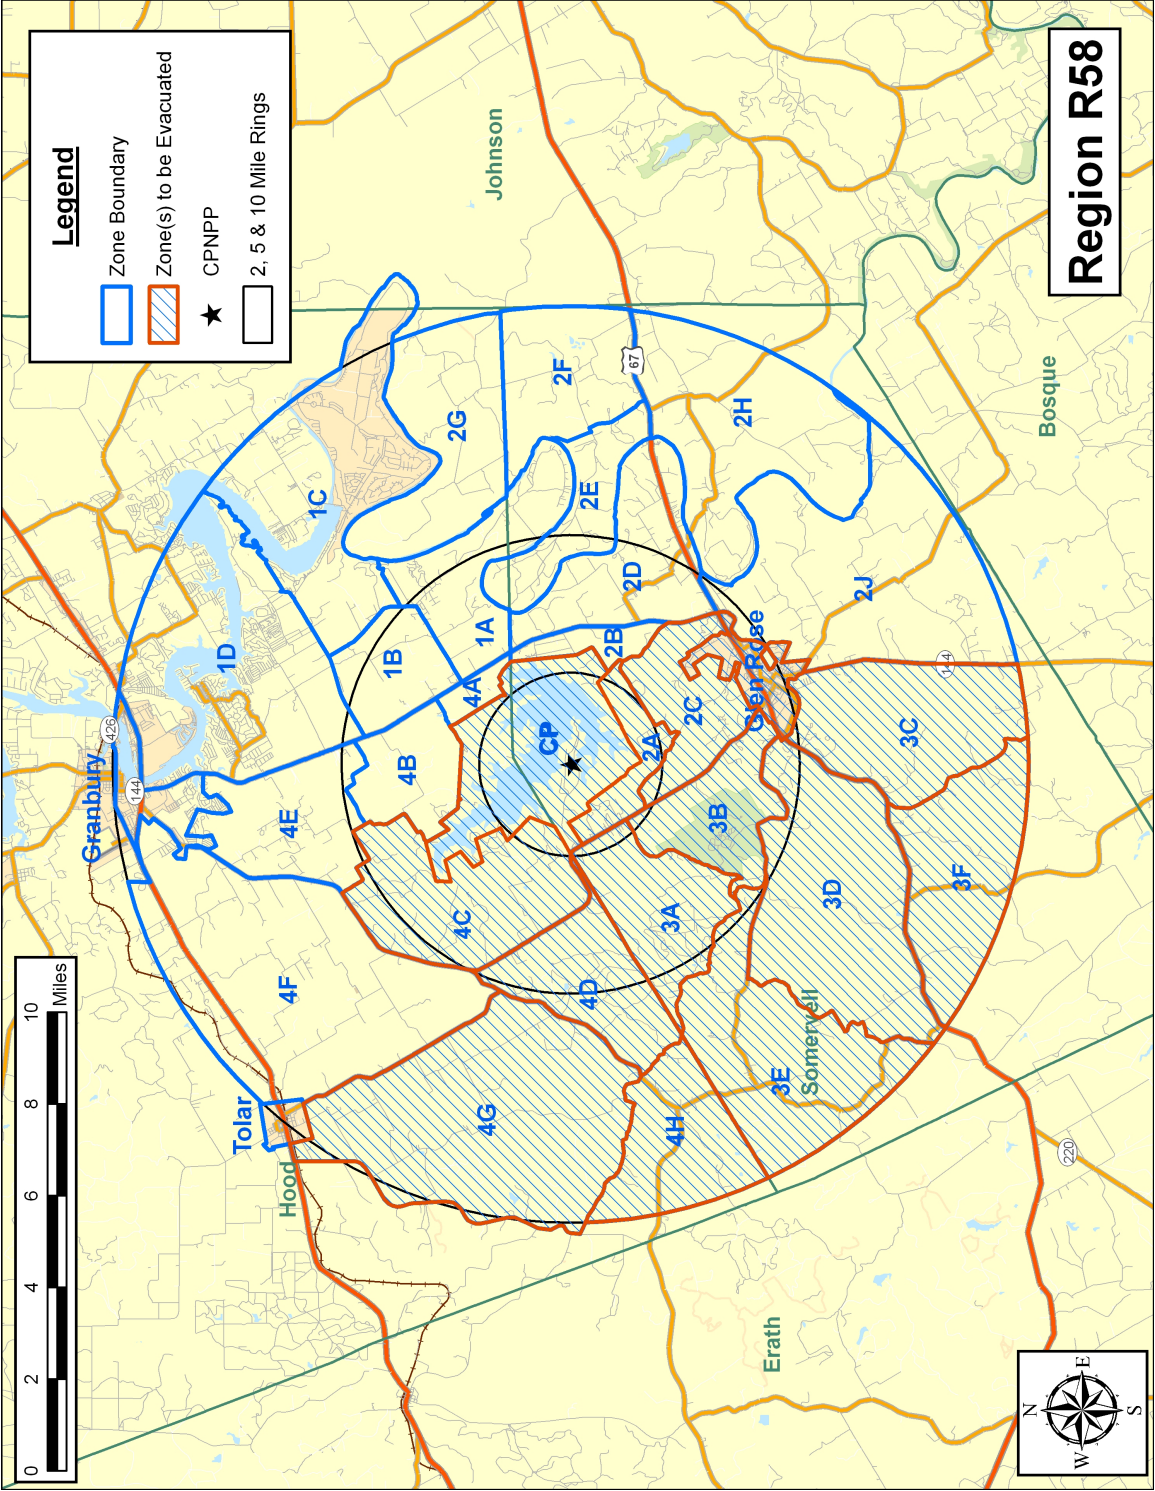 Legend
Zone Boundary
Zone(s) to be Evacuated
CPNPP
2, 5 & 10 Mile Rings
Region R58
0 2 4 6 8 10
Miles
Granbury
426
144
Tolar
Hood
Johnson
67
Bosque
Glen Rose
144
Somervell
Erath
220
1A
1B
1C
1D
2A
2B
2C
2D
2E
2F
2G
2H
2J
3A
3B
3C
3D
3E
3F
4A
4B
4C
4D
4E
4F
4G
4H
CP
N
W E
S